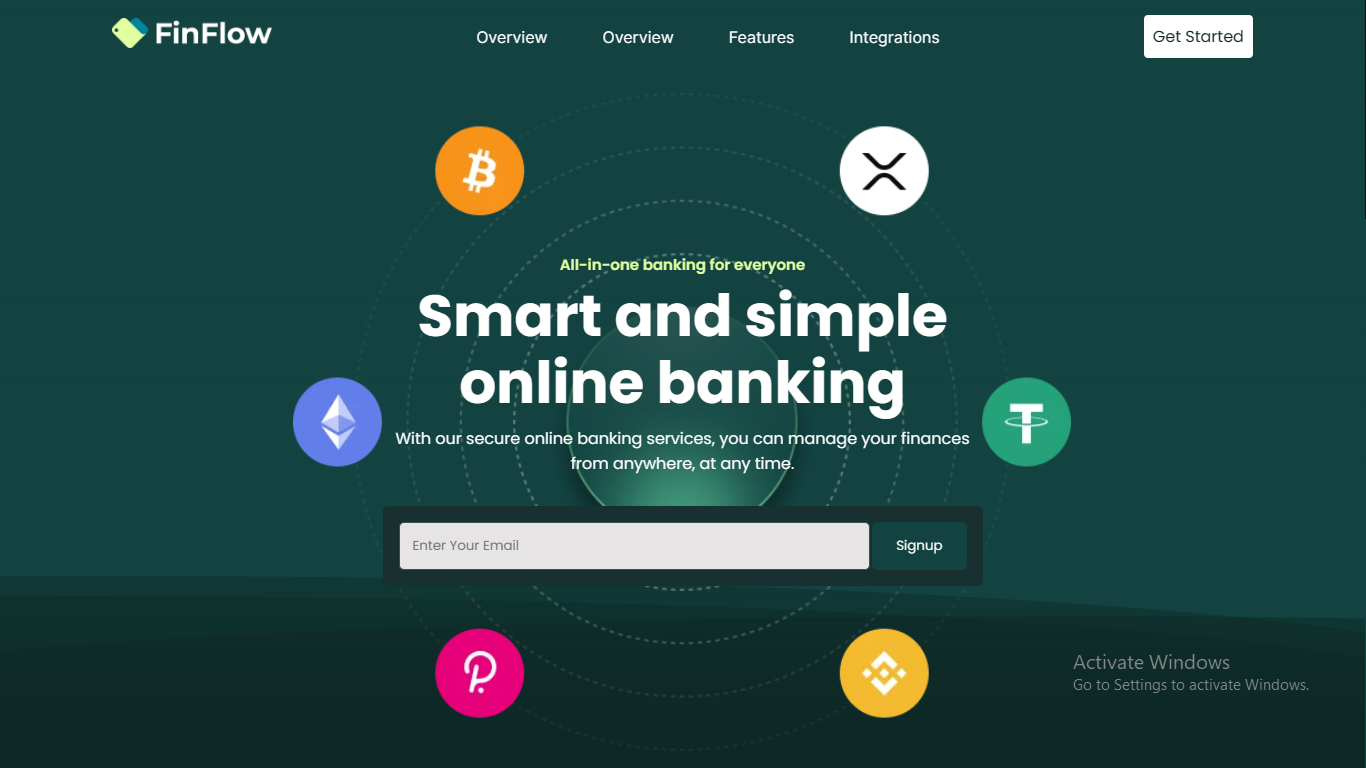 FinFlow
Overview Overview Features Integrations
Get Started
All-in-one banking for everyone
Smart and simple
online banking
With our secure online banking services, you can manage your finances
from anywhere, at any time.
Enter Your Email
Signup
Activate Windows
Go to Settings to activate Windows.